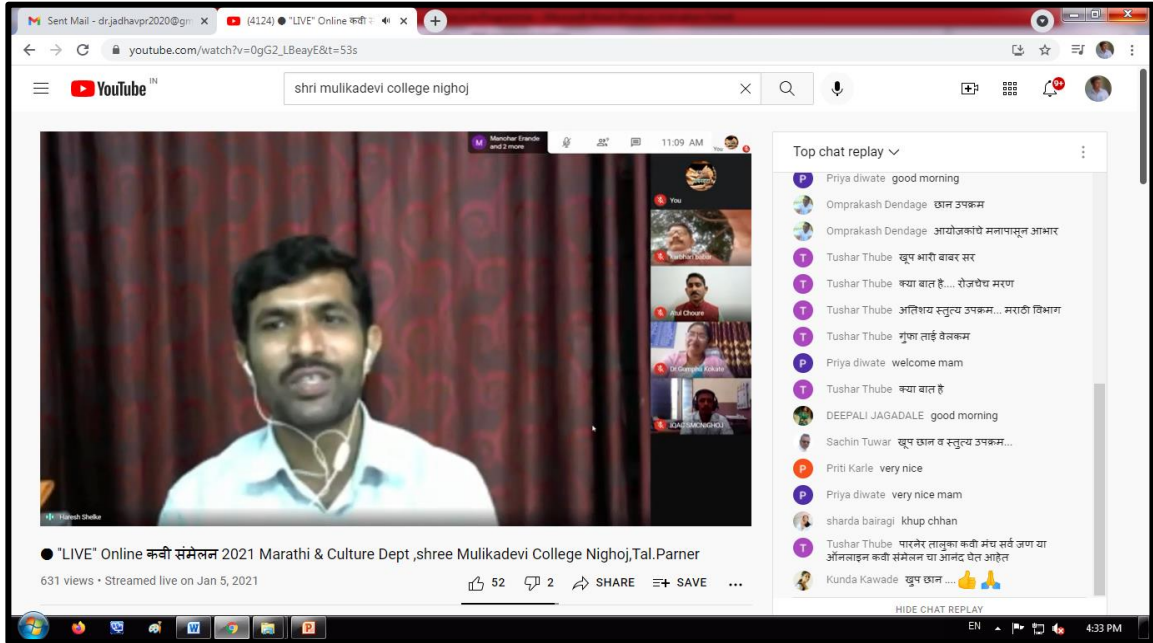 Sent Mail - dr.jadhavpr2020@gm
(4124) ● "LIVE" Online कवी
youtube.com/watch?v=0gG2_LBeayE&t=53s
YouTube IN
shri mulikadevi college nighoj
9+
M Manohar Erande and 2 more
11:09 AM
You
You
Atul Choure
Dr.Gumpha Kokate
IQACSMCNIGHOJ
Haresh Shelke
Top chat replay
P Priya diwate good morning
Omprakash Dendage छान उपक्रम
Omprakash Dendage आयोजकांचे मनापासून आभार
T Tushar Thube खूप भारी बाबर सर
T Tushar Thube क्या बात है.... रोजचेच मरण
T Tushar Thube अतिशय स्तुत्य उपक्रम... मराठी विभाग
T Tushar Thube गुंफा ताई वेलकम
P Priya diwate welcome mam
T Tushar Thube क्या बात है
DEEPALI JAGADALE good morning
Sachin Tuwar खूप छान व स्तुत्य उपक्रम...
P Priti Karle very nice
P Priya diwate very nice mam
sharda bairagi khup chhan
T Tushar Thube पारनेर तालुका कवी मंच सर्व जण या
ऑनलाइन कवी संमेलन चा आनंद घेत आहेत
Kunda Kawade खुप छान ....👍🙏
HIDE CHAT REPLAY
● "LIVE" Online कवी संमेलन 2021 Marathi & Culture Dept ,shree Mulikadevi College Nighoj,Tal.Parner
631 views • Streamed live on Jan 5, 2021
52
2
SHARE
SAVE
EN
4:33 PM